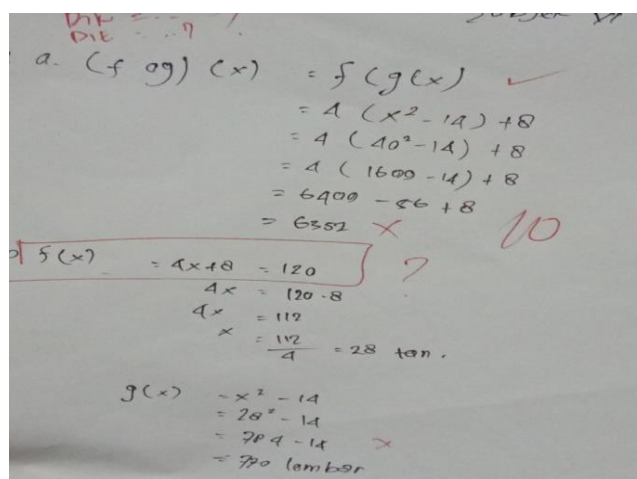 Dik = ...
Dit = ...?
a. (f og) (x) = f(g(x)
= 4 (x² - 14) + 8
= 4 (40² - 14) + 8
= 4 (1600 - 14) + 8
= 6400 - 56 + 8
= 6352
10
f(x) = 4x+8 = 120 ?
4x = 120 - 8
4x = 112
x = 112/4 = 28 ton.
g(x) = x² - 14
= 28² - 14
= 784 - 14
= 770 lembar